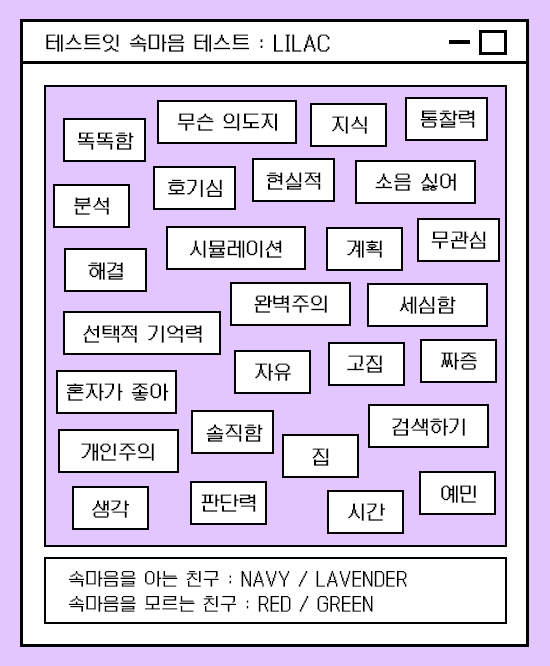 테스트잇 속마음 테스트 : LILAC
똑똑함
무슨 의도지
지식
통찰력
분석
호기심
현실적
소음 싫어
해결
시뮬레이션
계획
무관심
선택적 기억력
완벽주의
세심함
자유
고집
짜증
혼자가 좋아
솔직함
검색하기
개인주의
집
생각
판단력
시간
예민
속마음을 아는 친구 : NAVY / LAVENDER
속마음을 모르는 친구 : RED / GREEN